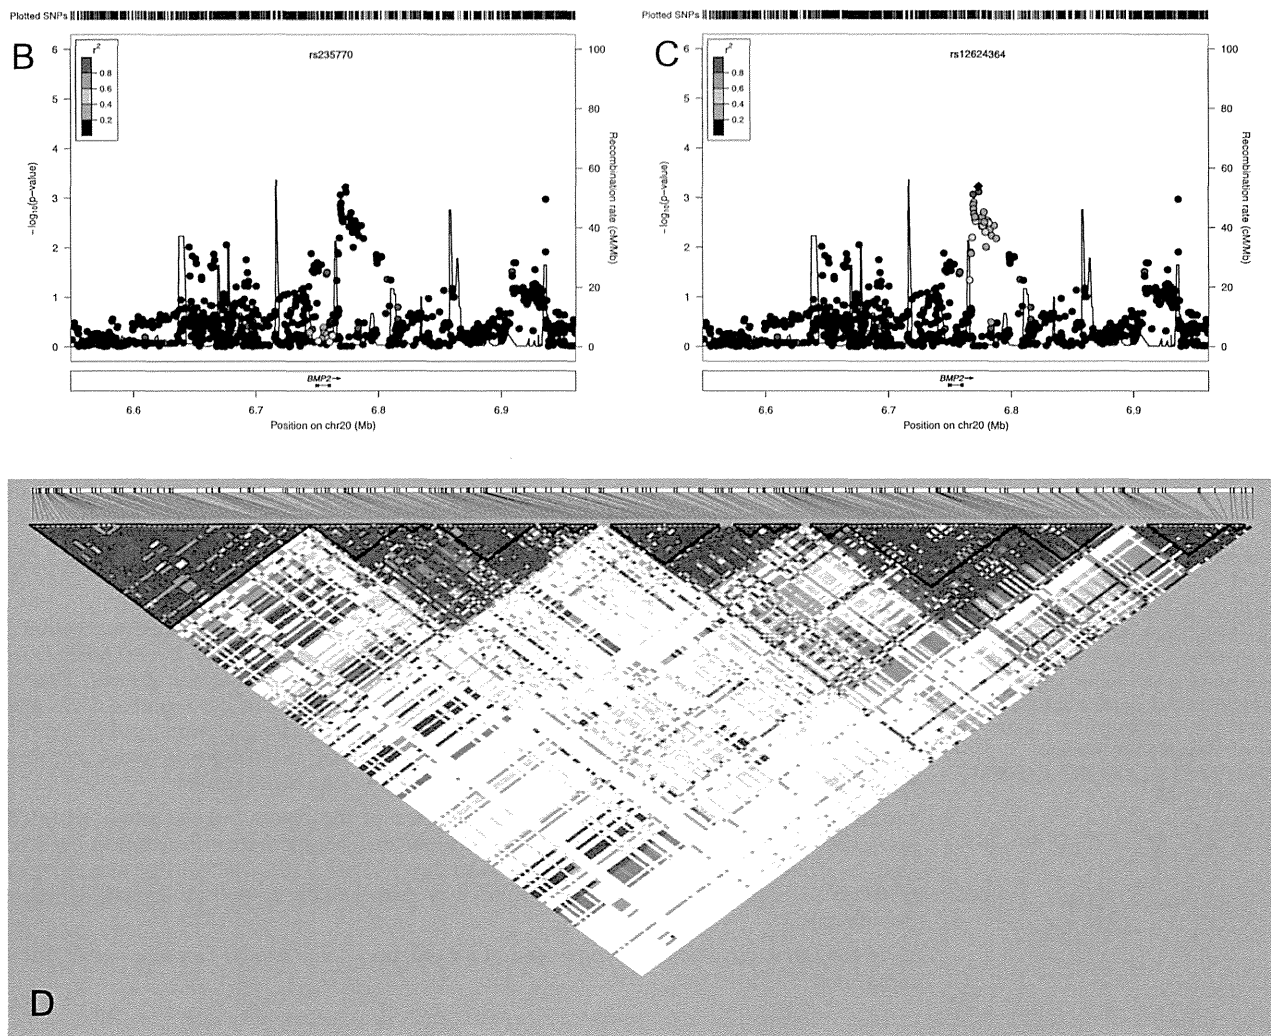 Plotted SNPs
B
rs235770
r²
0.8
0.6
0.4
0.2
6
5
4
3
2
1
0
−log₁₀(p−value)
100
80
60
40
20
0
Recombination rate (cM/Mb)
BMP2→
6.6 6.7 6.8 6.9
Position on chr20 (Mb)
Plotted SNPs
C
rs12624364
r²
0.8
0.6
0.4
0.2
6
5
4
3
2
1
0
−log₁₀(p−value)
100
80
60
40
20
0
Recombination rate (cM/Mb)
BMP2→
6.6 6.7 6.8 6.9
Position on chr20 (Mb)
D